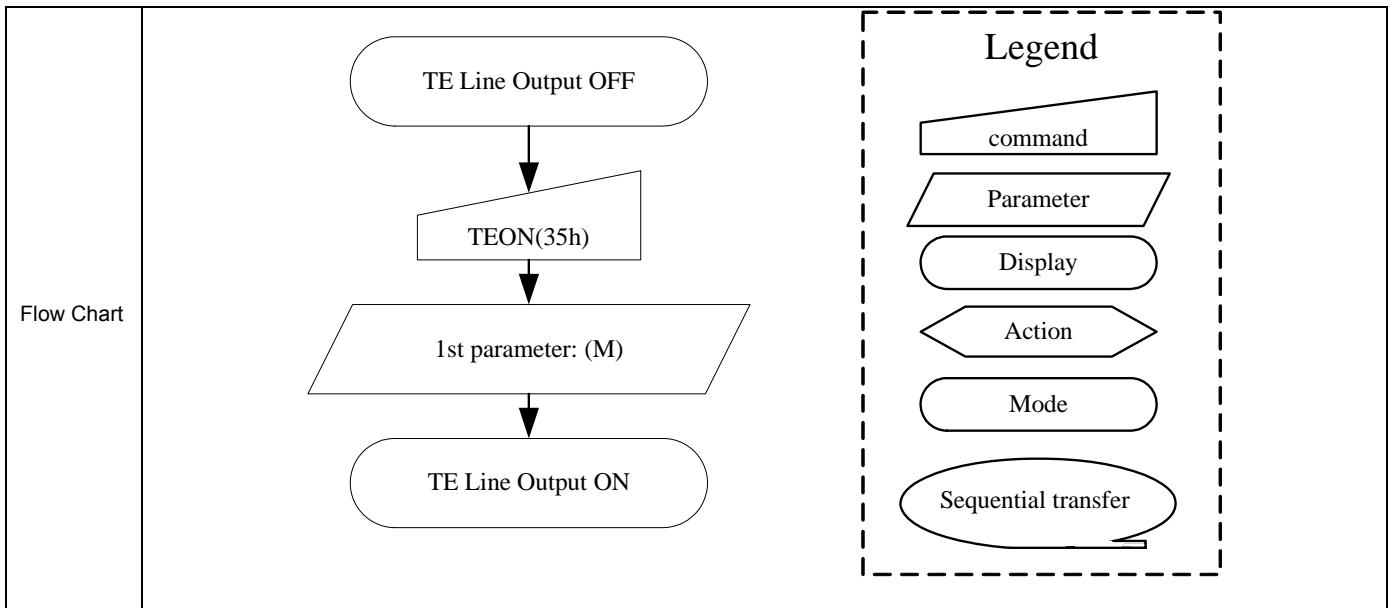 Flow Chart
TE Line Output OFF
TEON(35h)
1st parameter: (M)
TE Line Output ON
Legend
command
Parameter
Display
Action
Mode
Sequential transfer